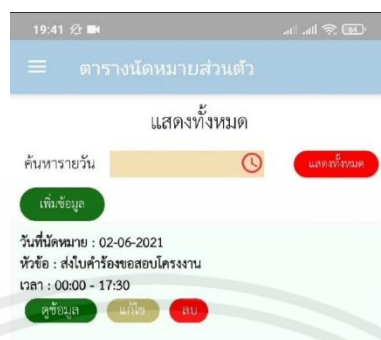 19:41 64
ตารางนัดหมายส่วนตัว
แสดงทั้งหมด
ค้นหารายวัน แสดงทั้งหมด
เพิ่มข้อมูล
วันที่นัดหมาย : 02-06-2021
หัวข้อ : ส่งใบคำร้องขอสอบโครงงาน
เวลา : 00:00 - 17:30
ดูข้อมูล แก้ไข ลบ